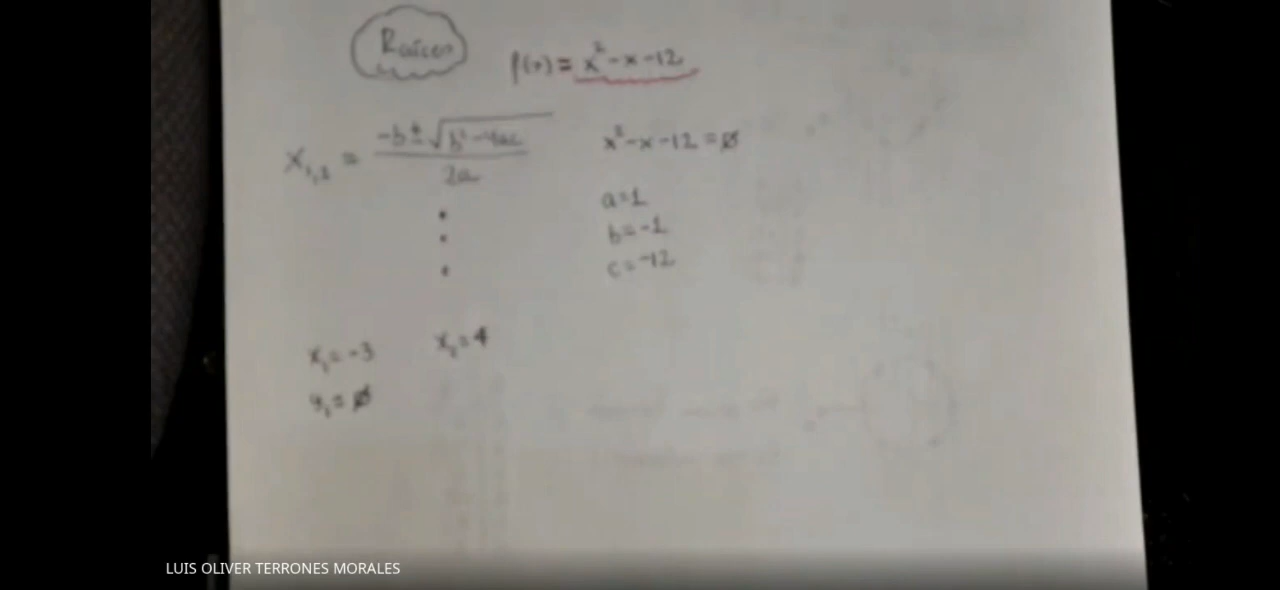 Raíces
f(x) = x² - x - 12
x₁,₂ = (-b ± √(b² - 4ac)) / 2a
x² - x - 12 = ∅
a = 1
b = -1
c = -12
x₁ = -3 x₂ = 4
y₁ = ∅
LUIS OLIVER TERRONES MORALES